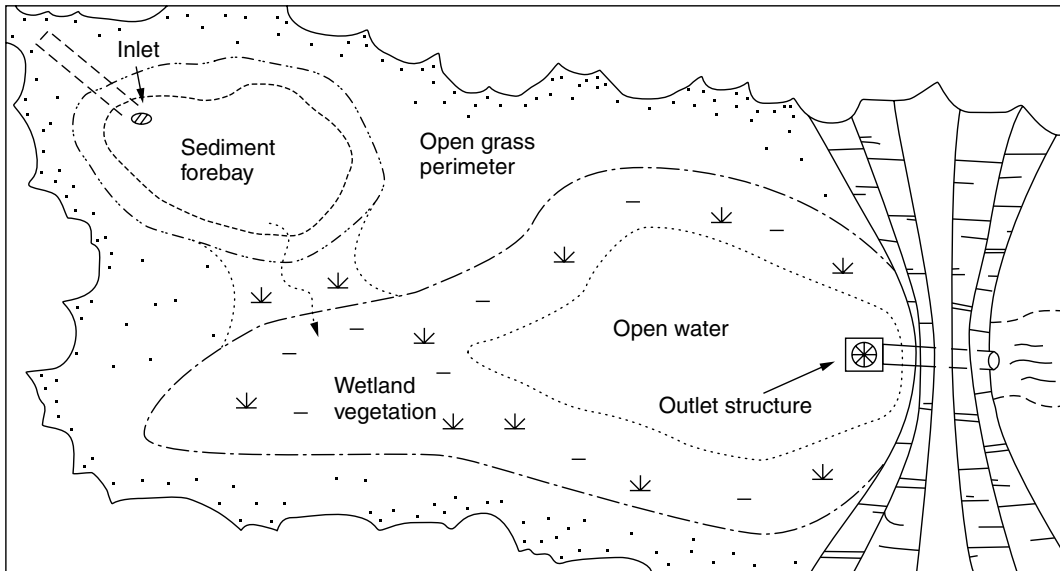 Inlet
Sediment
forebay
Open grass
perimeter
Open water
Wetland
vegetation
Outlet structure